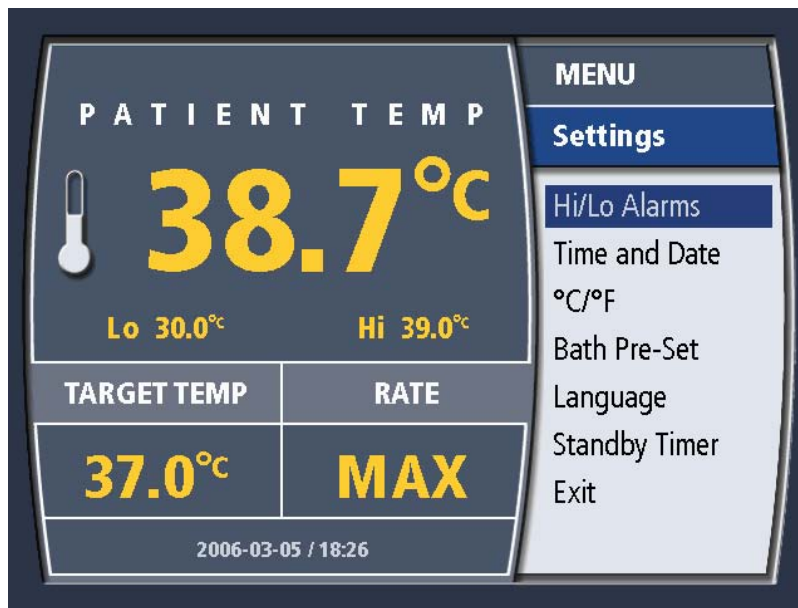 PATIENT TEMP
38.7°C
Lo 30.0°C Hi 39.0°C
TARGET TEMP RATE
37.0°C MAX
2006-03-05 / 18:26
MENU
Settings
Hi/Lo Alarms
Time and Date
°C/°F
Bath Pre-Set
Language
Standby Timer
Exit